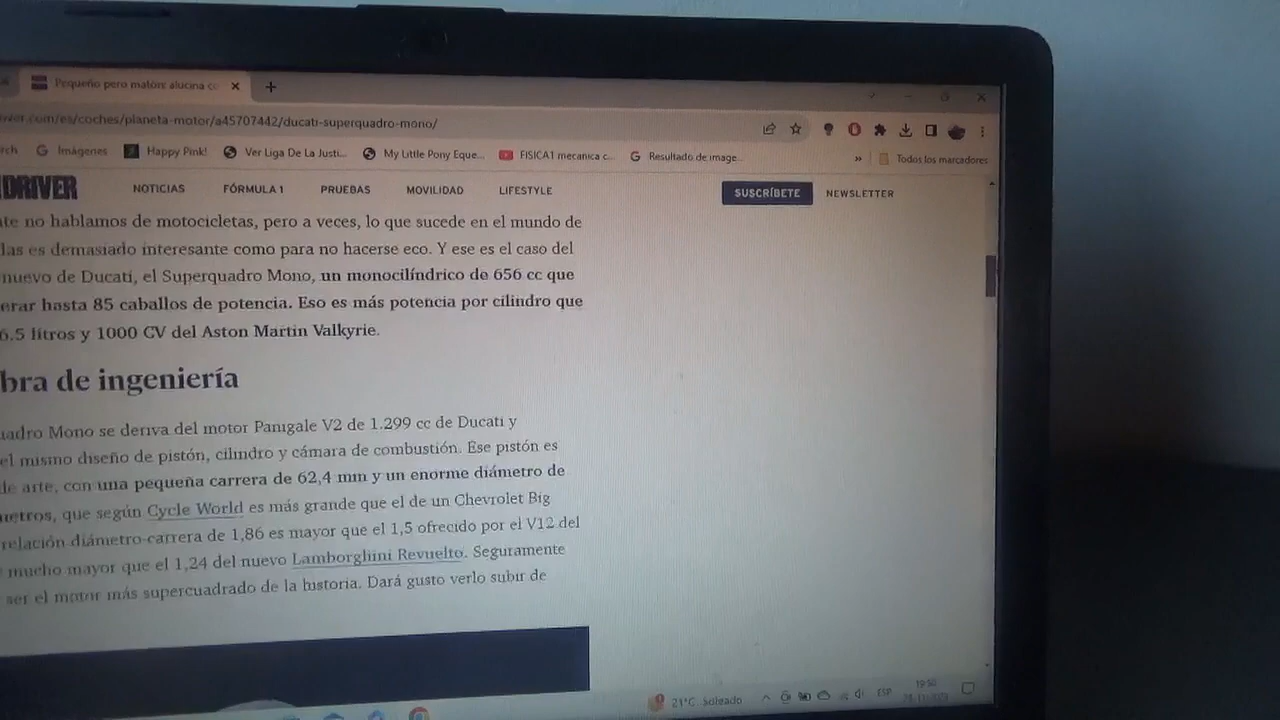 Pequeño pero matón: alucina co
ver.com/es/coches/planeta-motor/a45707442/ducati-superquadro-mono/
rch Imágenes Happy Pink! Ver Liga De La Justi... My Little Pony Eque... FISICA1 mecanica c... Resultado de image... » Todos los marcadores
DRIVER NOTICIAS FÓRMULA 1 PRUEBAS MOVILIDAD LIFESTYLE SUSCRÍBETE NEWSLETTER
te no hablamos de motocicletas, pero a veces, lo que sucede en el mundo de
las es demasiado interesante como para no hacerse eco. Y ese es el caso del
nuevo de Ducati, el Superquadro Mono, un monocilíndrico de 656 cc que
erar hasta 85 caballos de potencia. Eso es más potencia por cilindro que
6.5 litros y 1000 CV del Aston Martin Valkyrie.
bra de ingeniería
uadro Mono se deriva del motor Panigale V2 de 1.299 cc de Ducati y
el mismo diseño de pistón, cilindro y cámara de combustión. Ese pistón es
de arte, con una pequeña carrera de 62,4 mm y un enorme diámetro de
metros, que según Cycle World es más grande que el de un Chevrolet Big
relación diámetro-carrera de 1,86 es mayor que el 1,5 ofrecido por el V12 del
mucho mayor que el 1,24 del nuevo Lamborghini Revuelto. Seguramente
ser el motor más supercuadrado de la historia. Dará gusto verlo subir de
21°C Soleado ESP 19:50